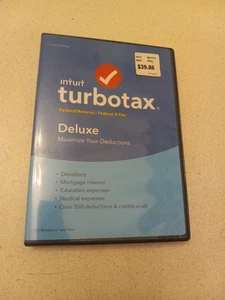 $39.86
intuit
turbotax®
Federal Returns | Federal E-File
Deluxe
Maximize Your Deductions
• Donations
• Mortgage interest
• Education expenses
• Medical expenses
• Over 350 deductions & credits in all!